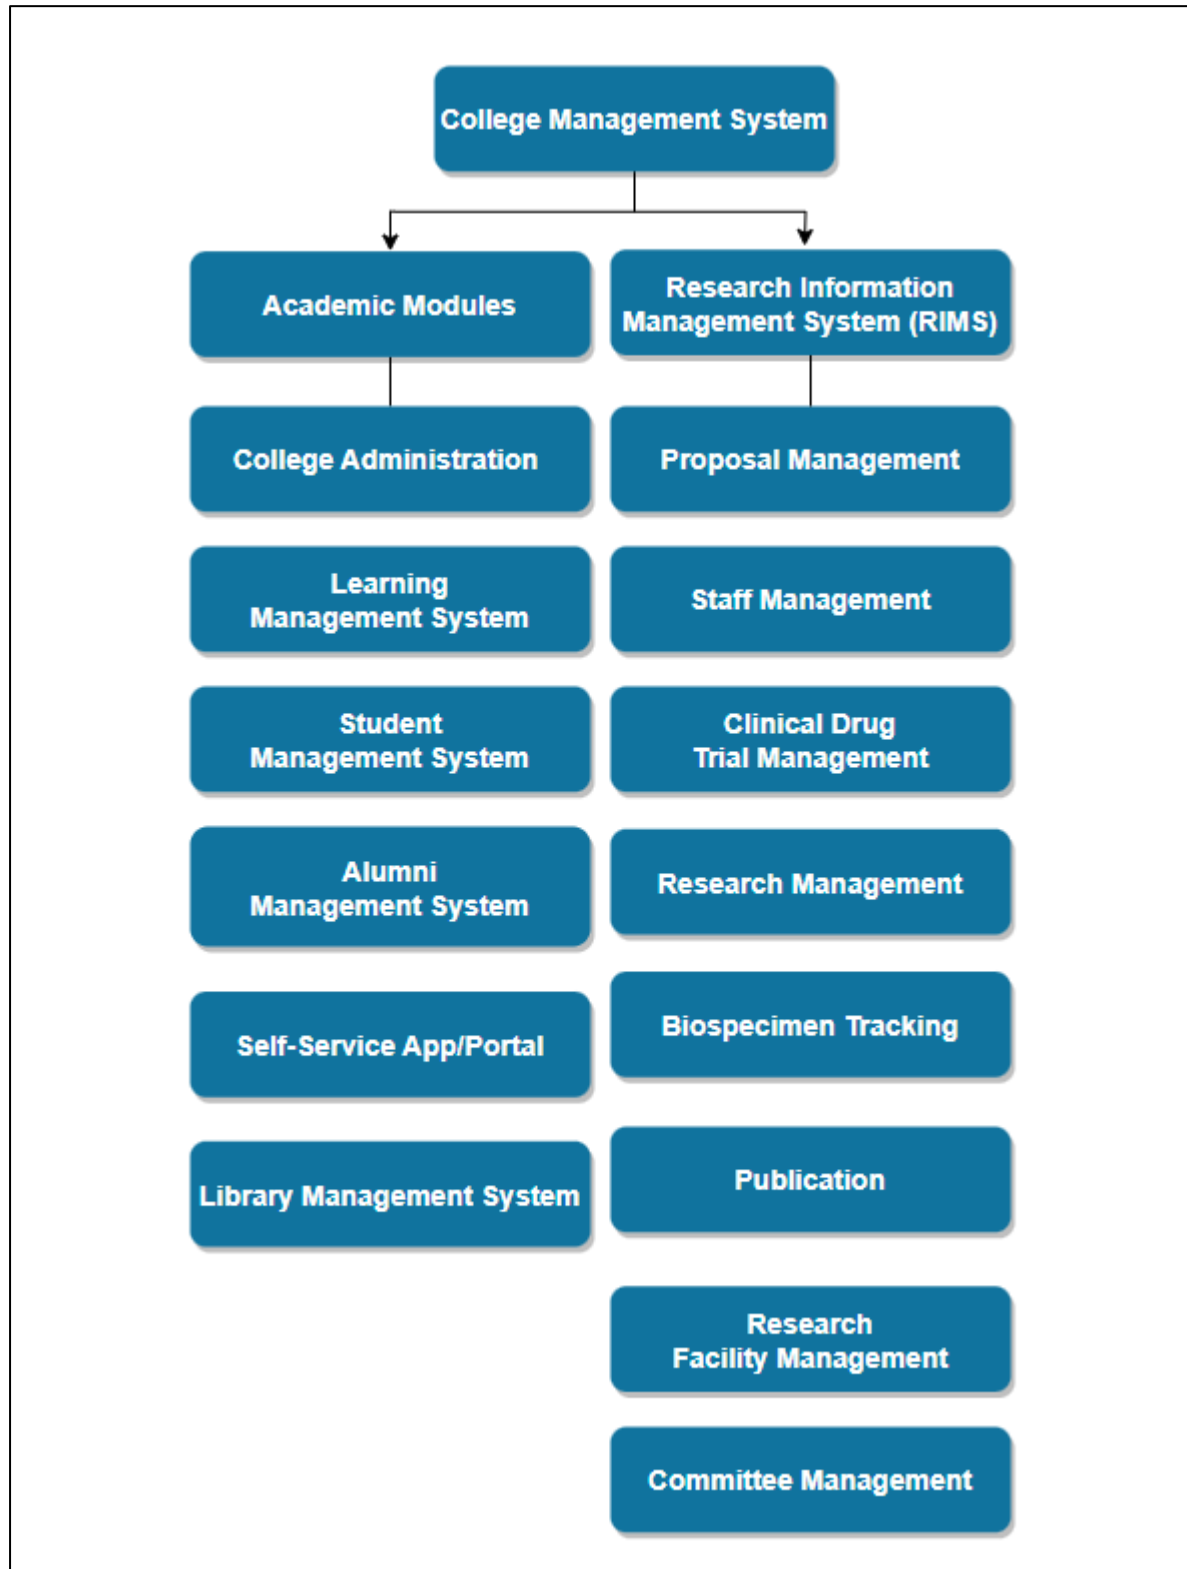 College Management System
Academic Modules
College Administration
Learning
Management System
Student
Management System
Alumni
Management System
Self-Service App/Portal
Library Management System
Research Information
Management System (RIMS)
Proposal Management
Staff Management
Clinical Drug
Trial Management
Research Management
Biospecimen Tracking
Publication
Research
Facility Management
Committee Management